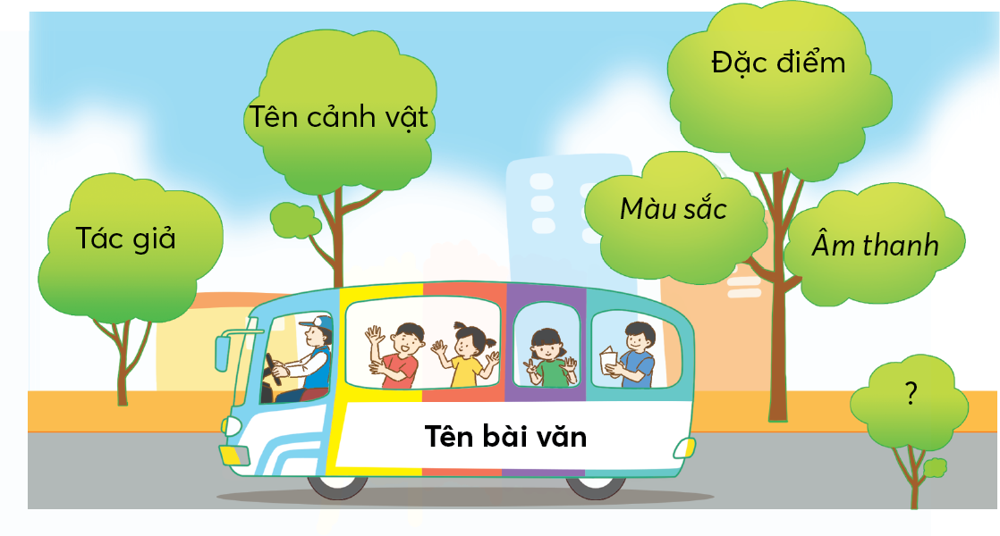 Đặc điểm
Tên cảnh vật
Màu sắc
Tác giả
Âm thanh
?
Tên bài văn